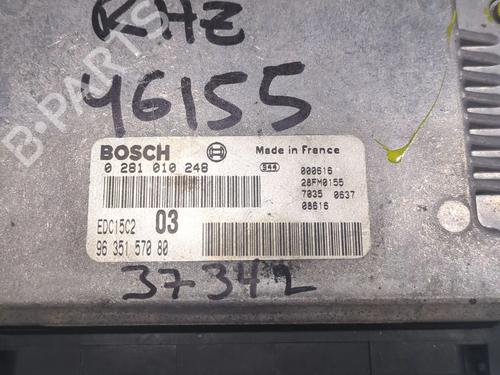 RHZ
46155
BOSCH Made in France
0 281 010 248 S44 000616
28FM0155
7035 0637
08616
EDC15C2 03
96 351 570 80
37342
B-PARTS